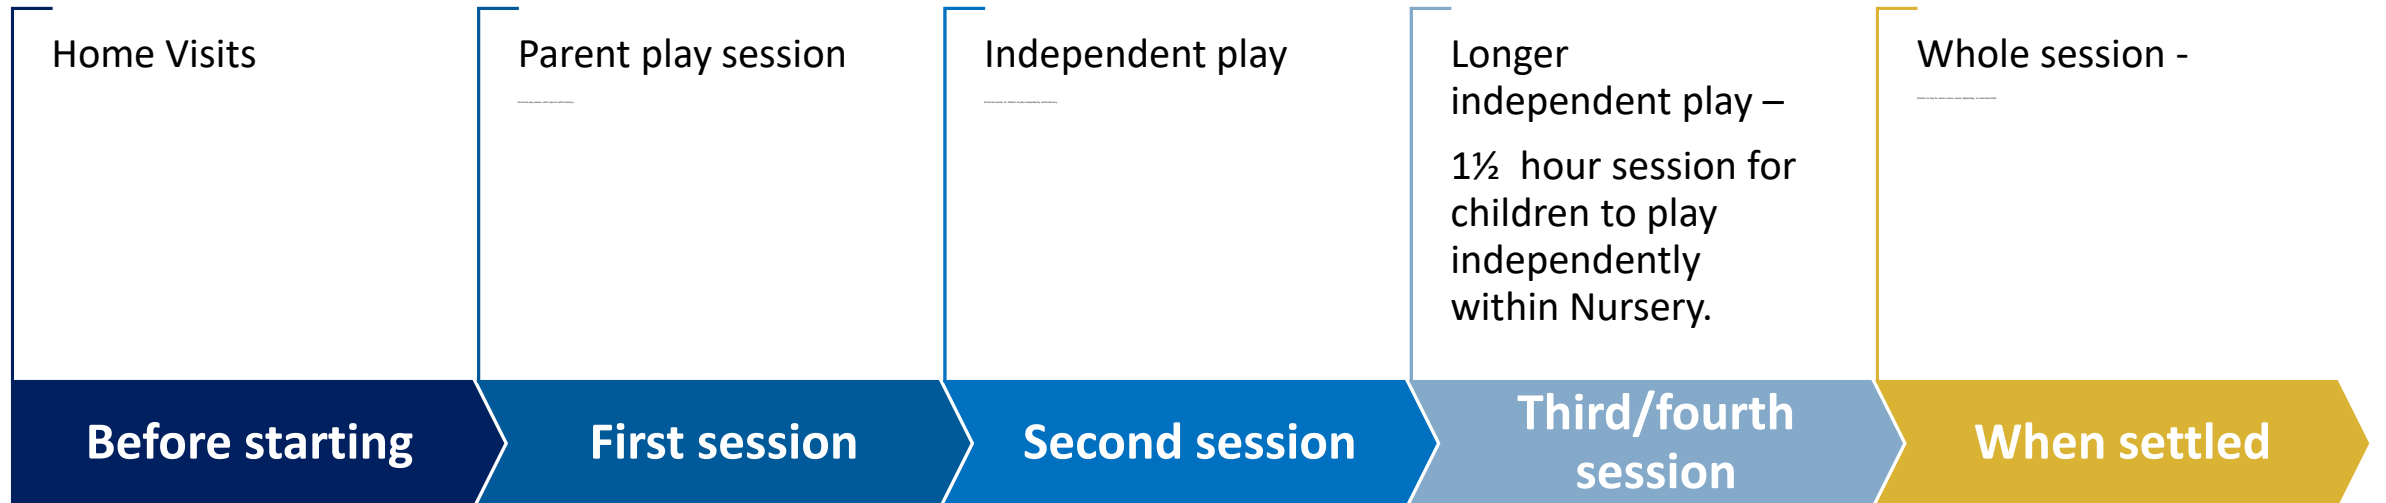 Home Visits
Parent play session
Independent play
Longer
independent play –
1½  hour session for
children to play
independently
within Nursery.
Whole session -
Before starting
First session
Second session
Third/fourth
session
When settled